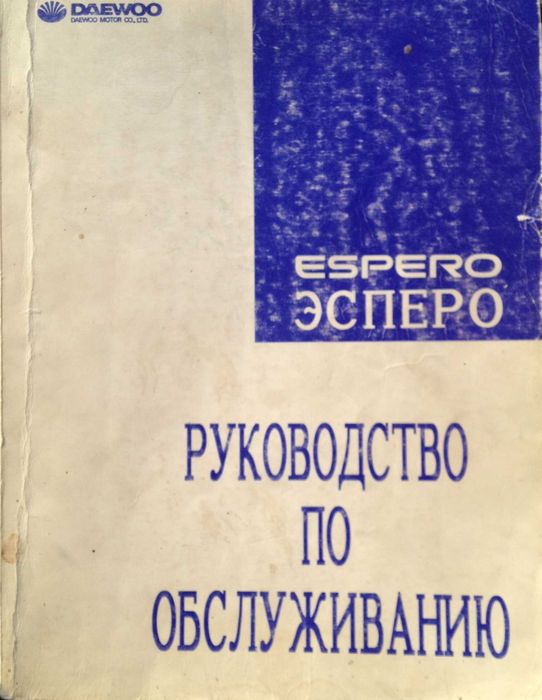 DAEWOO
DAEWOO MOTOR CO., LTD.
ESPERO
ЭСПЕРО
РУКОВОДСТВО
ПО
ОБСЛУЖИВАНИЮ